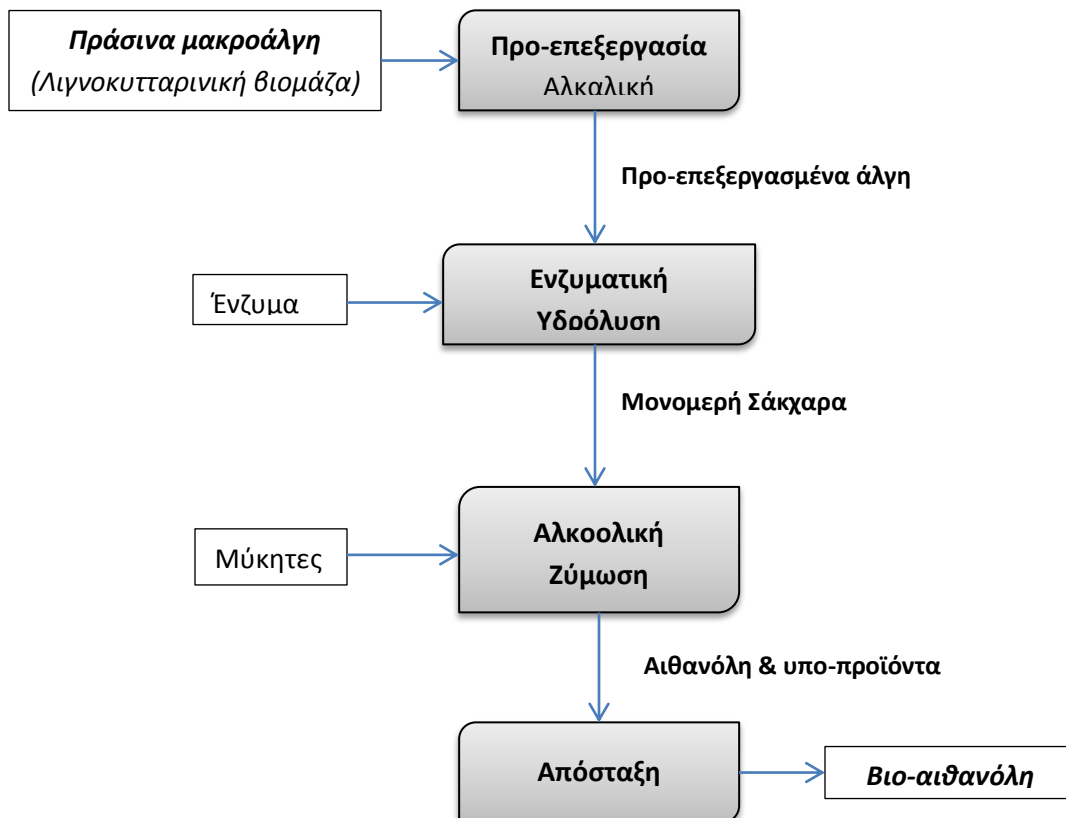 Πράσινα μακροάλγη
(Λιγνοκυτταρινική βιομάζα)
Προ-επεξεργασία
Αλκαλική
Προ-επεξεργασμένα άλγη
Ένζυμα
Ενζυματική
Υδρόλυση
Μονομερή Σάκχαρα
Μύκητες
Αλκοολική
Ζύμωση
Αιθανόλη & υπο-προϊόντα
Απόσταξη
Βιο-αιθανόλη